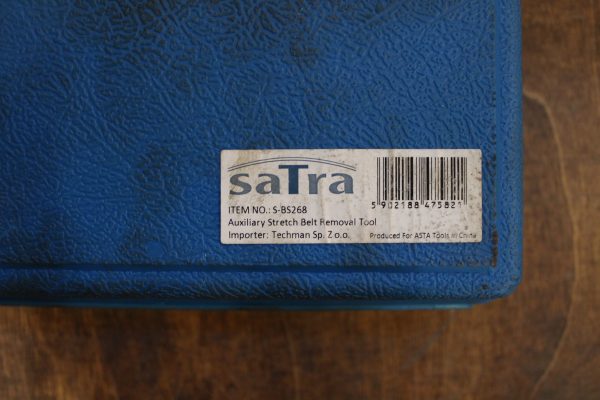 saTra
5 902188 475821
ITEM NO.: S-BS268
Auxiliary Stretch Belt Removal Tool
Importer: Techman Sp. Z o.o.
Produced For ASTA Tools in China